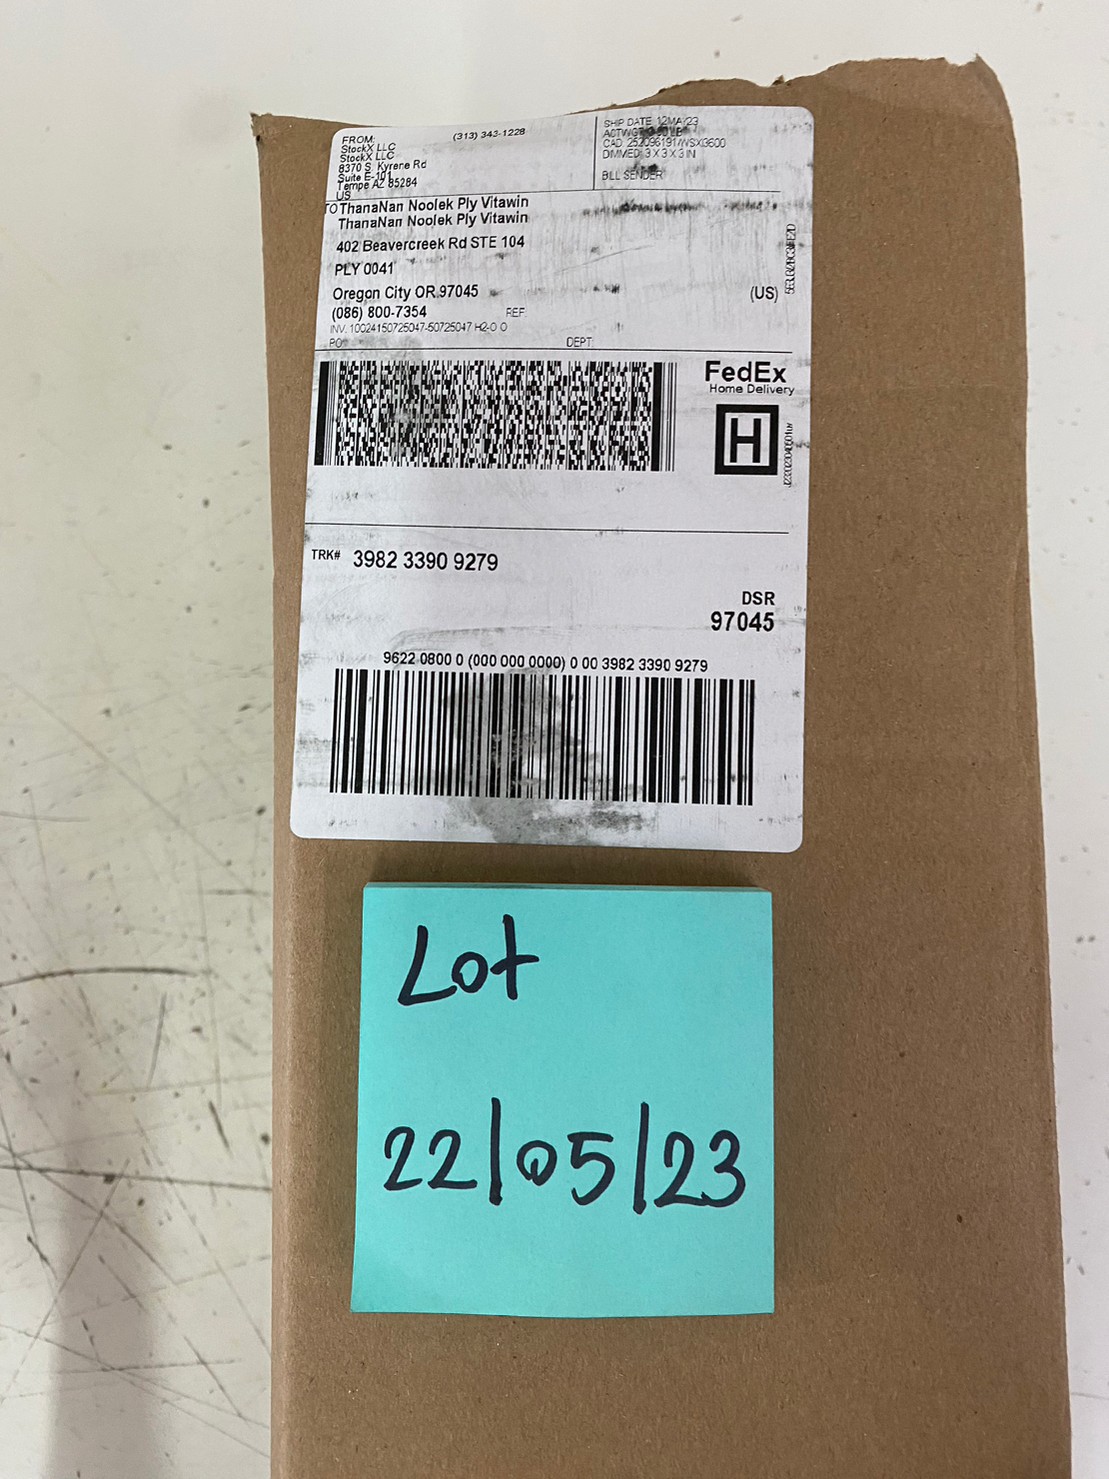 FROM: (313) 343-1228
StockX LLC
StockX LLC
8370 S. Kyrene Rd
Suite E-101
Tempe AZ 85284
US
SHIP DATE: 12MAY23
CAD: 252096191/WSXI3600
DIMMED: 3 X 3 X 3 IN
BILL SENDER
TO ThanaNan Noolek Ply Vitawin
ThanaNan Noolek Ply Vitawin
402 Beavercreek Rd STE 104
PLY 0041
Oregon City OR 97045 (US)
(086) 800-7354 REF:
INV: 10024150725047-50725047 H2-0 0
PO: DEPT:
FedEx
Home Delivery
H
TRK# 3982 3390 9279
DSR
97045
9622 0800 0 (000 000 0000) 0 00 3982 3390 9279
Lot
22/05/23